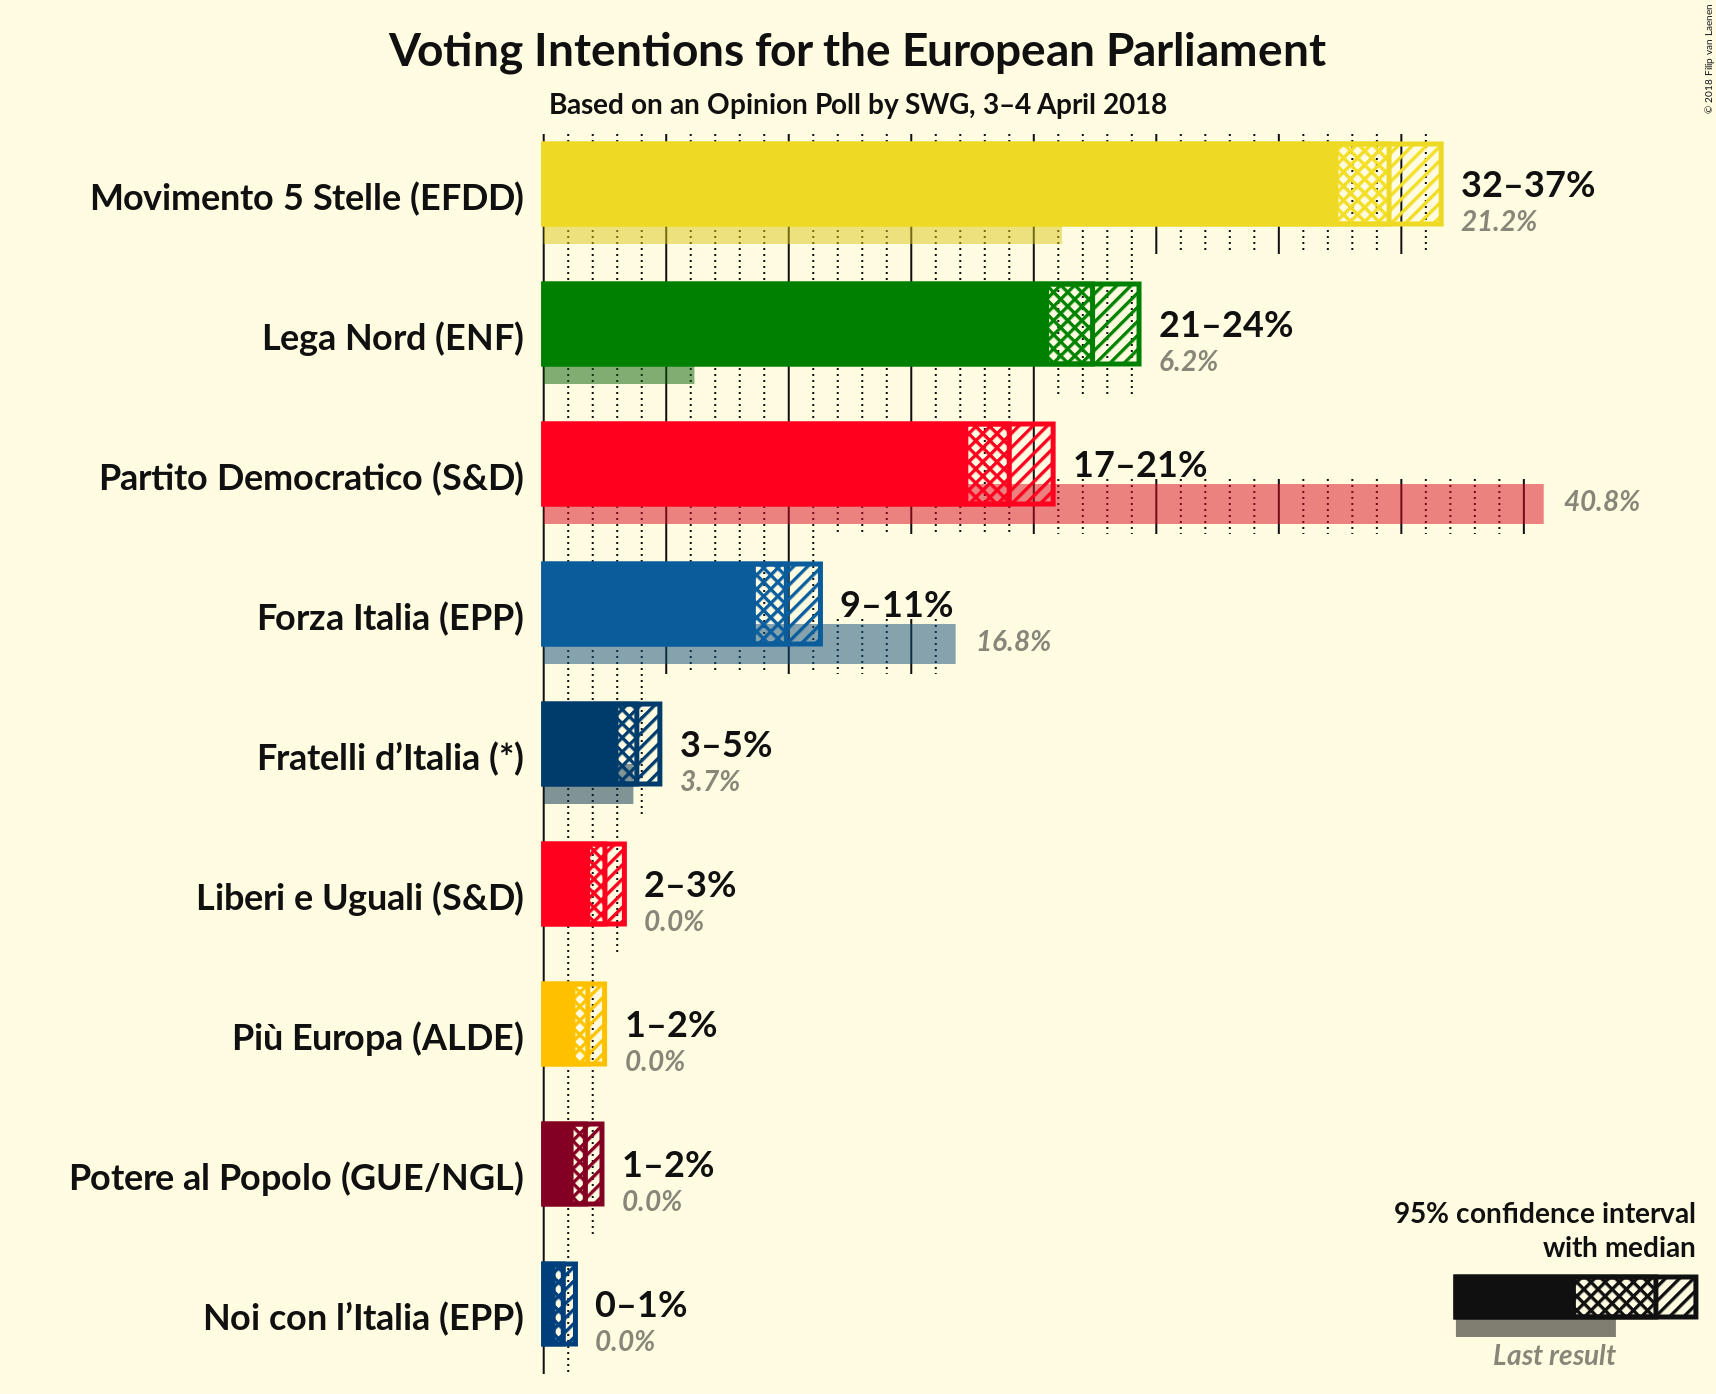 Voting Intentions for the European Parliament
Based on an Opinion Poll by SWG, 3–4 April 2018
© 2018 Filip van Laenen
Movimento 5 Stelle (EFDD)
32–37%
21.2%
Lega Nord (ENF)
21–24%
6.2%
Partito Democratico (S&D)
17–21%
40.8%
Forza Italia (EPP)
9–11%
16.8%
Fratelli d’Italia (*)
3–5%
3.7%
Liberi e Uguali (S&D)
2–3%
0.0%
Più Europa (ALDE)
1–2%
0.0%
Potere al Popolo (GUE/NGL)
1–2%
0.0%
Noi con l’Italia (EPP)
0–1%
0.0%
95% confidence interval
with median
Last result